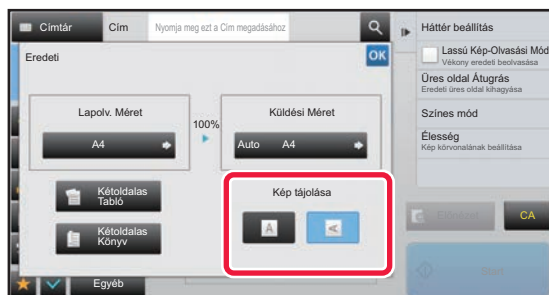 Címtár
Cím
Nyomja meg ezt a Cím megadásához
Eredeti
OK
Lapolv. Méret
A4
100%
Küldési Méret
Auto A4
Kétoldalas
Tabló
Kétoldalas
Könyv
Kép tájolása
A
A
Egyéb
Háttér beállítás
Lassú Kép-Olvasási Mód
Vékony eredeti beolvasása
Üres oldal Átugrás
Eredeti üres oldal kihagyása
Színes mód
Élesség
Kép körvonalának beállítása
CA
Start